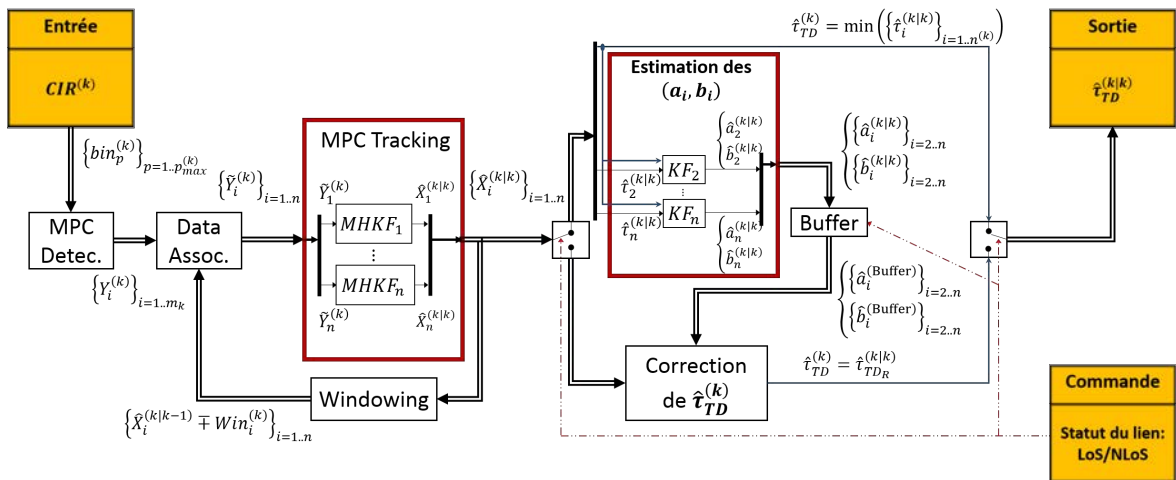 Entrée
CIR^(k)
{bin_p^(k)}_{p=1..p_max^(k)}
MPC
Detec.
{Y_i^(k)}_{i=1..m_k}
Data
Assoc.
{Ỹ_i^(k)}_{i=1..n}
MPC Tracking
Ỹ_1^(k)
MHKF_1
X̂_1^(k|k)
⋮
Ỹ_n^(k)
MHKF_n
X̂_n^(k|k)
{X̂_i^(k|k)}_{i=1..n}
Windowing
{X̂_i^(k|k-1) ∓ Win_i^(k)}_{i=1..n}
τ̂_TD^(k) = min({τ̂_i^(k|k)}_{i=1..n^(k)})
Estimation des
(a_i, b_i)
KF_2
τ̂_2^(k|k)
{ â_2^(k|k)
b̂_2^(k|k)
⋮
KF_n
τ̂_n^(k|k)
{ â_n^(k|k)
b̂_n^(k|k)
{ {â_i^(k|k)}_{i=2..n}
{b̂_i^(k|k)}_{i=2..n}
Buffer
{ {â_i^(Buffer)}_{i=2..n}
{b̂_i^(Buffer)}_{i=2..n}
Correction
de τ̂_TD^(k)
τ̂_TD^(k) = τ̂_{TD_R}^(k|k)
Sortie
τ̂_TD^(k|k)
Commande
Statut du lien:
LoS/NLoS